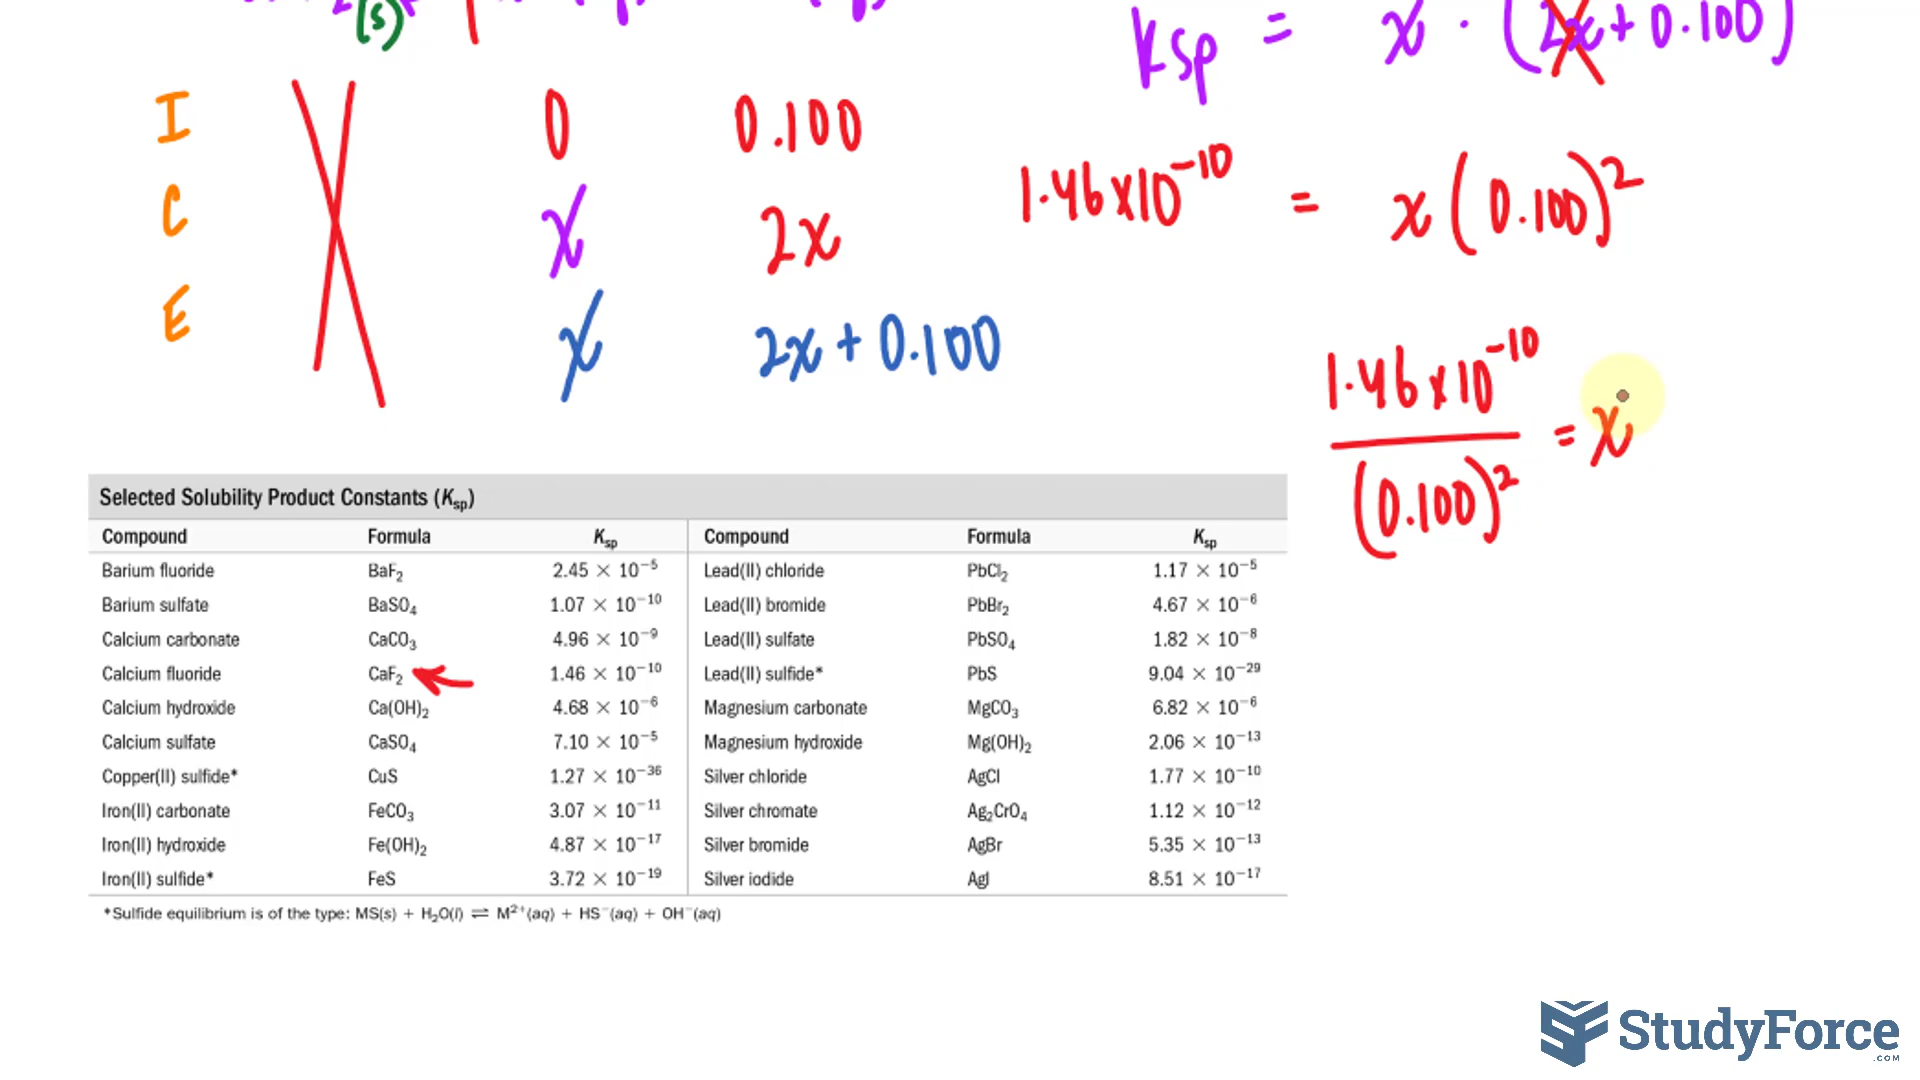 (s)
Ksp = x · (2x + 0.100)
I 0 0.100
1.46x10⁻¹⁰ = x(0.100)²
C x 2x
E x 2x + 0.100
1.46x10⁻¹⁰
= x
(0.100)²
Selected Solubility Product Constants (Ksp)
Compound Formula Ksp Compound Formula Ksp
Barium fluoride BaF₂ 2.45 × 10⁻⁵ Lead(II) chloride PbCl₂ 1.17 × 10⁻⁵
Barium sulfate BaSO₄ 1.07 × 10⁻¹⁰ Lead(II) bromide PbBr₂ 4.67 × 10⁻⁶
Calcium carbonate CaCO₃ 4.96 × 10⁻⁹ Lead(II) sulfate PbSO₄ 1.82 × 10⁻⁸
Calcium fluoride CaF₂ 1.46 × 10⁻¹⁰ Lead(II) sulfide* PbS 9.04 × 10⁻²⁹
Calcium hydroxide Ca(OH)₂ 4.68 × 10⁻⁶ Magnesium carbonate MgCO₃ 6.82 × 10⁻⁶
Calcium sulfate CaSO₄ 7.10 × 10⁻⁵ Magnesium hydroxide Mg(OH)₂ 2.06 × 10⁻¹³
Copper(II) sulfide* CuS 1.27 × 10⁻³⁶ Silver chloride AgCl 1.77 × 10⁻¹⁰
Iron(II) carbonate FeCO₃ 3.07 × 10⁻¹¹ Silver chromate Ag₂CrO₄ 1.12 × 10⁻¹²
Iron(II) hydroxide Fe(OH)₂ 4.87 × 10⁻¹⁷ Silver bromide AgBr 5.35 × 10⁻¹³
Iron(II) sulfide* FeS 3.72 × 10⁻¹⁹ Silver iodide AgI 8.51 × 10⁻¹⁷
*Sulfide equilibrium is of the type: MS(s) + H₂O(l) ⇌ M²⁺(aq) + HS⁻(aq) + OH⁻(aq)
StudyForce
.COM